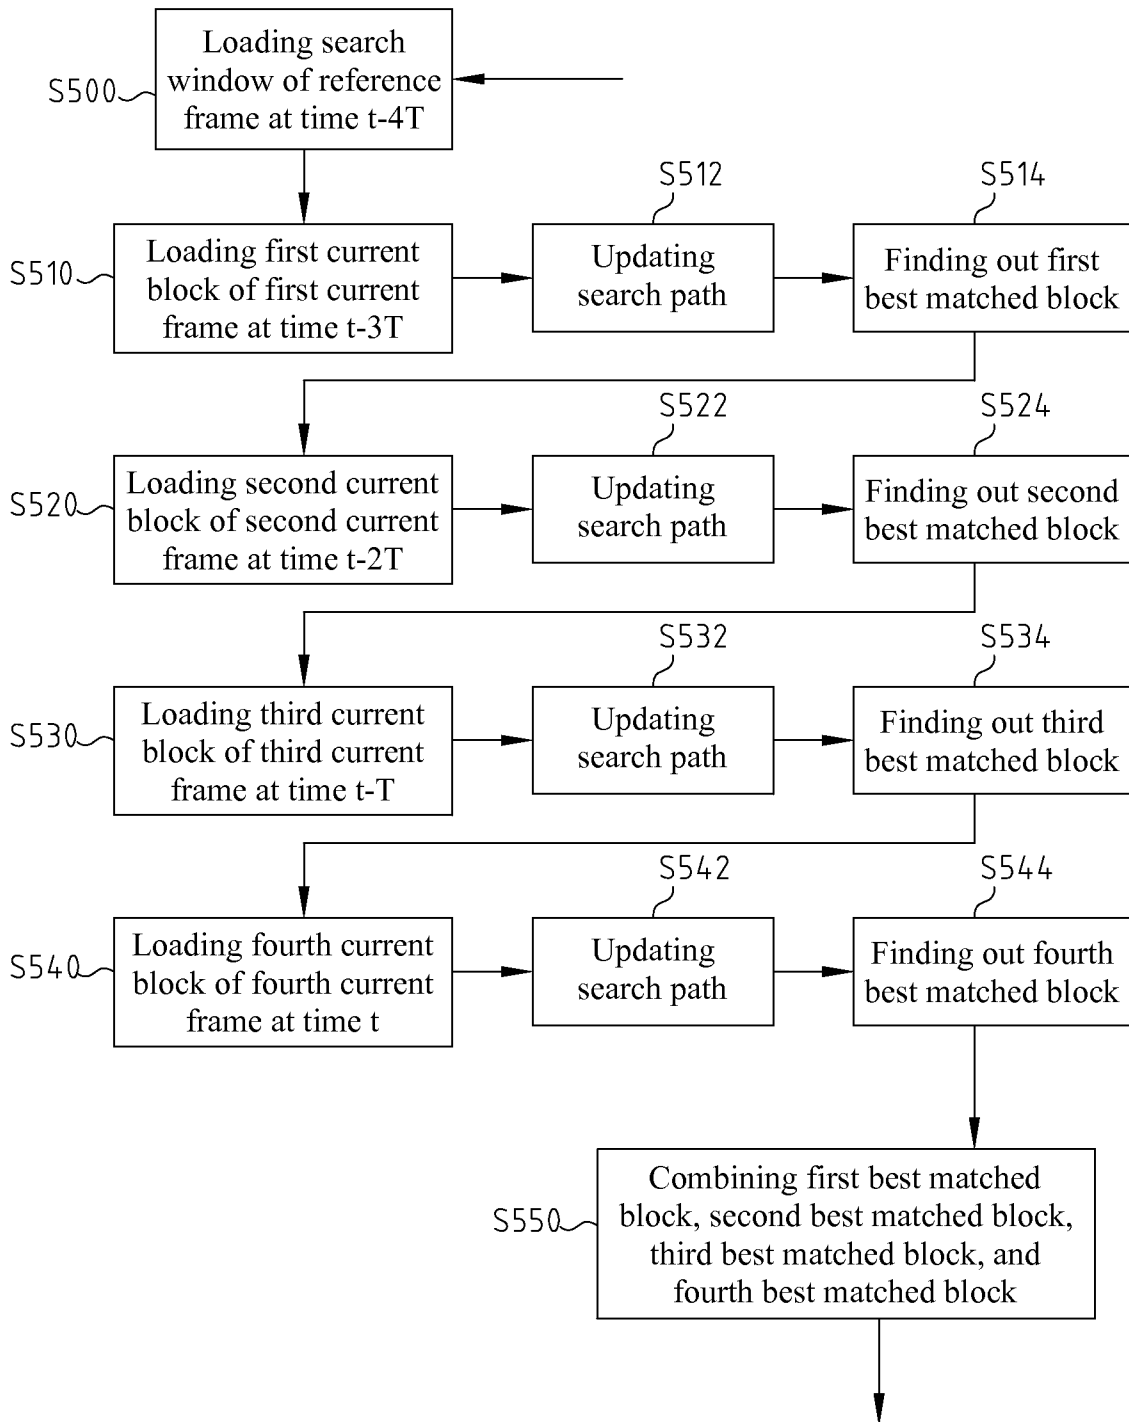 Loading search
window of reference
frame at time t-4T
S500
S512
S514
S510
Loading first current
block of first current
frame at time t-3T
Updating
search path
Finding out first
best matched block
S522
S524
S520
Loading second current
block of second current
frame at time t-2T
Updating
search path
Finding out second
best matched block
S532
S534
S530
Loading third current
block of third current
frame at time t-T
Updating
search path
Finding out third
best matched block
S542
S544
S540
Loading fourth current
block of fourth current
frame at time t
Updating
search path
Finding out fourth
best matched block
S550
Combining first best matched
block, second best matched block,
third best matched block, and
fourth best matched block